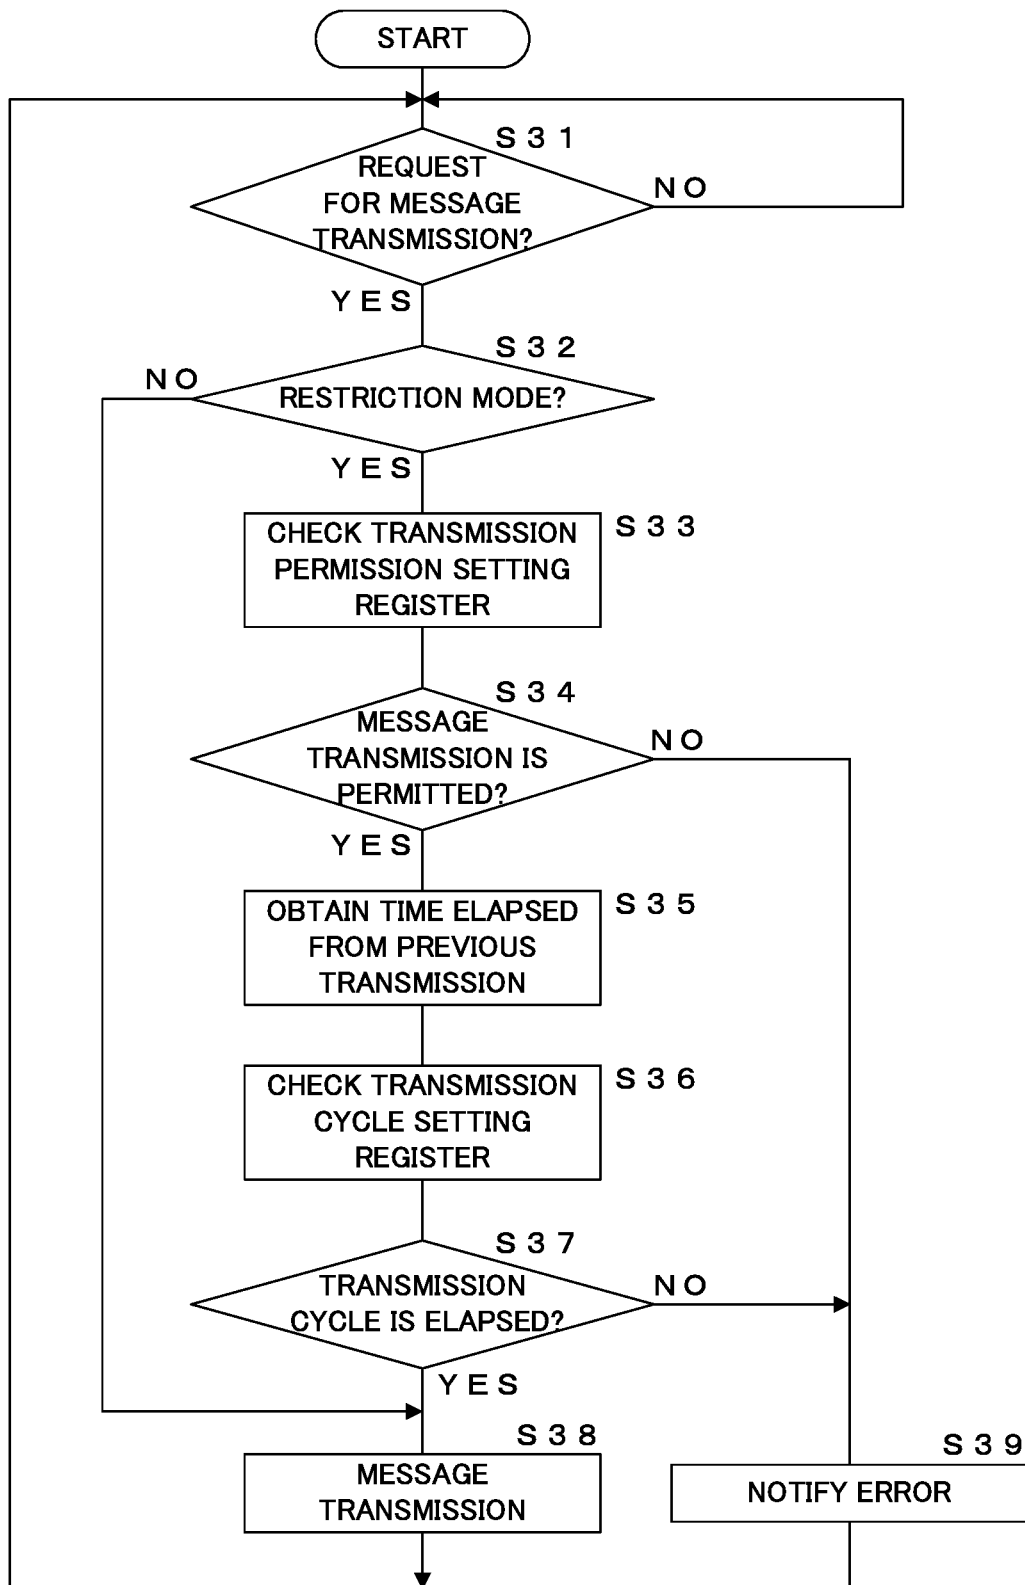 START
S31
REQUEST
FOR MESSAGE
TRANSMISSION?
NO
YES
S32
NO
RESTRICTION MODE?
YES
S33
CHECK TRANSMISSION
PERMISSION SETTING
REGISTER
S34
MESSAGE
TRANSMISSION IS
PERMITTED?
NO
YES
S35
OBTAIN TIME ELAPSED
FROM PREVIOUS
TRANSMISSION
S36
CHECK TRANSMISSION
CYCLE SETTING
REGISTER
S37
TRANSMISSION
CYCLE IS ELAPSED?
NO
YES
S38
MESSAGE
TRANSMISSION
S39
NOTIFY ERROR